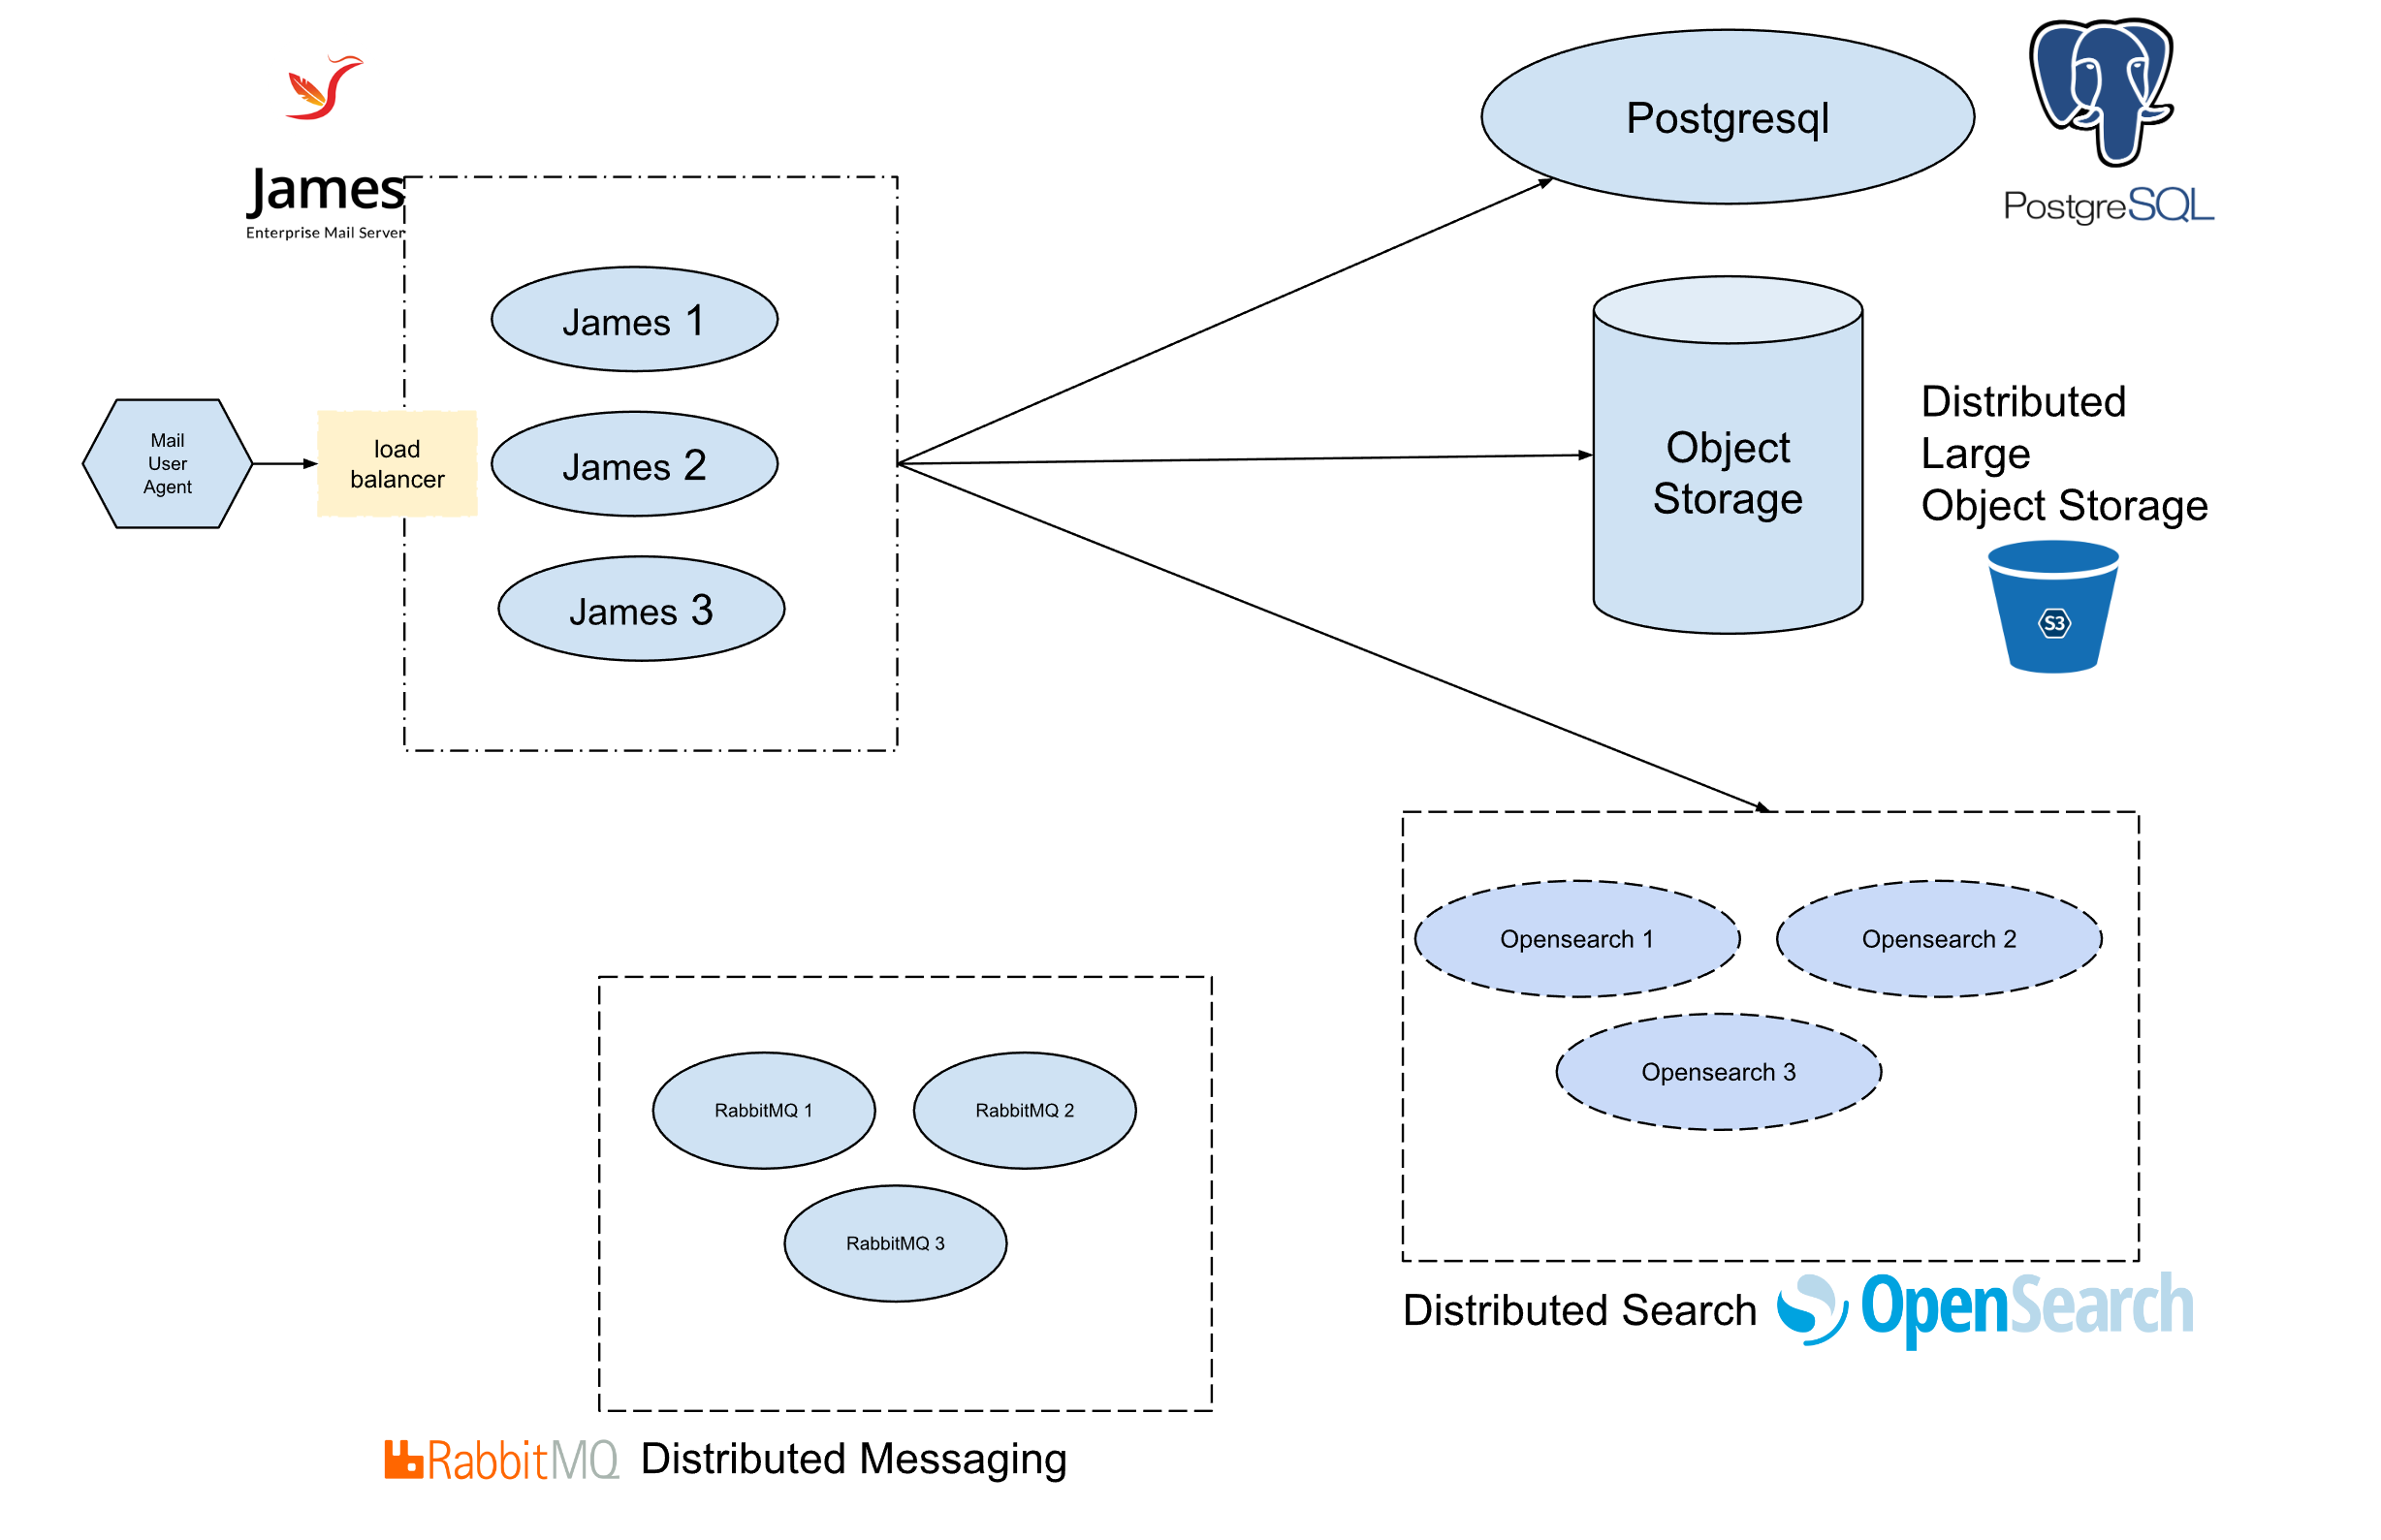 James
Enterprise Mail Server
Mail
User
Agent
load
balancer
James 1
James 2
James 3
Postgresql
PostgreSQL
Object
Storage
Distributed
Large
Object Storage
S3
Opensearch 1
Opensearch 2
Opensearch 3
Distributed Search
OpenSearch
RabbitMQ 1
RabbitMQ 2
RabbitMQ 3
RabbitMQ
Distributed Messaging